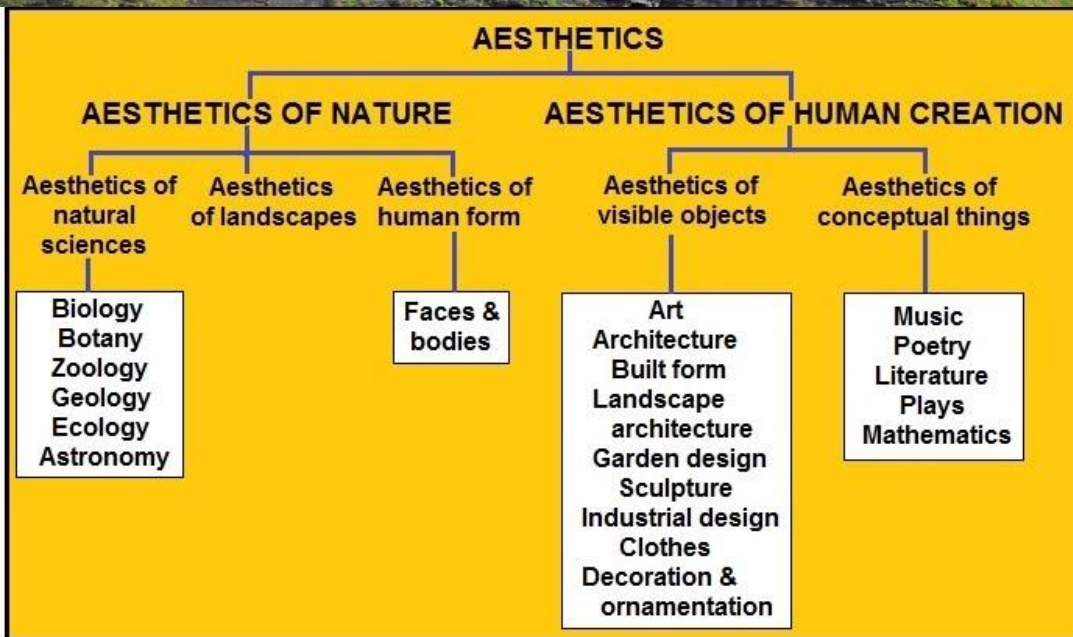 AESTHETICS
AESTHETICS OF NATURE
AESTHETICS OF HUMAN CREATION
Aesthetics of
natural
sciences
Aesthetics
of landscapes
Aesthetics of
human form
Aesthetics of
visible objects
Aesthetics of
conceptual things
Biology
Botany
Zoology
Geology
Ecology
Astronomy
Faces &
bodies
Art
Architecture
Built form
Landscape
architecture
Garden design
Sculpture
Industrial design
Clothes
Decoration &
ornamentation
Music
Poetry
Literature
Plays
Mathematics